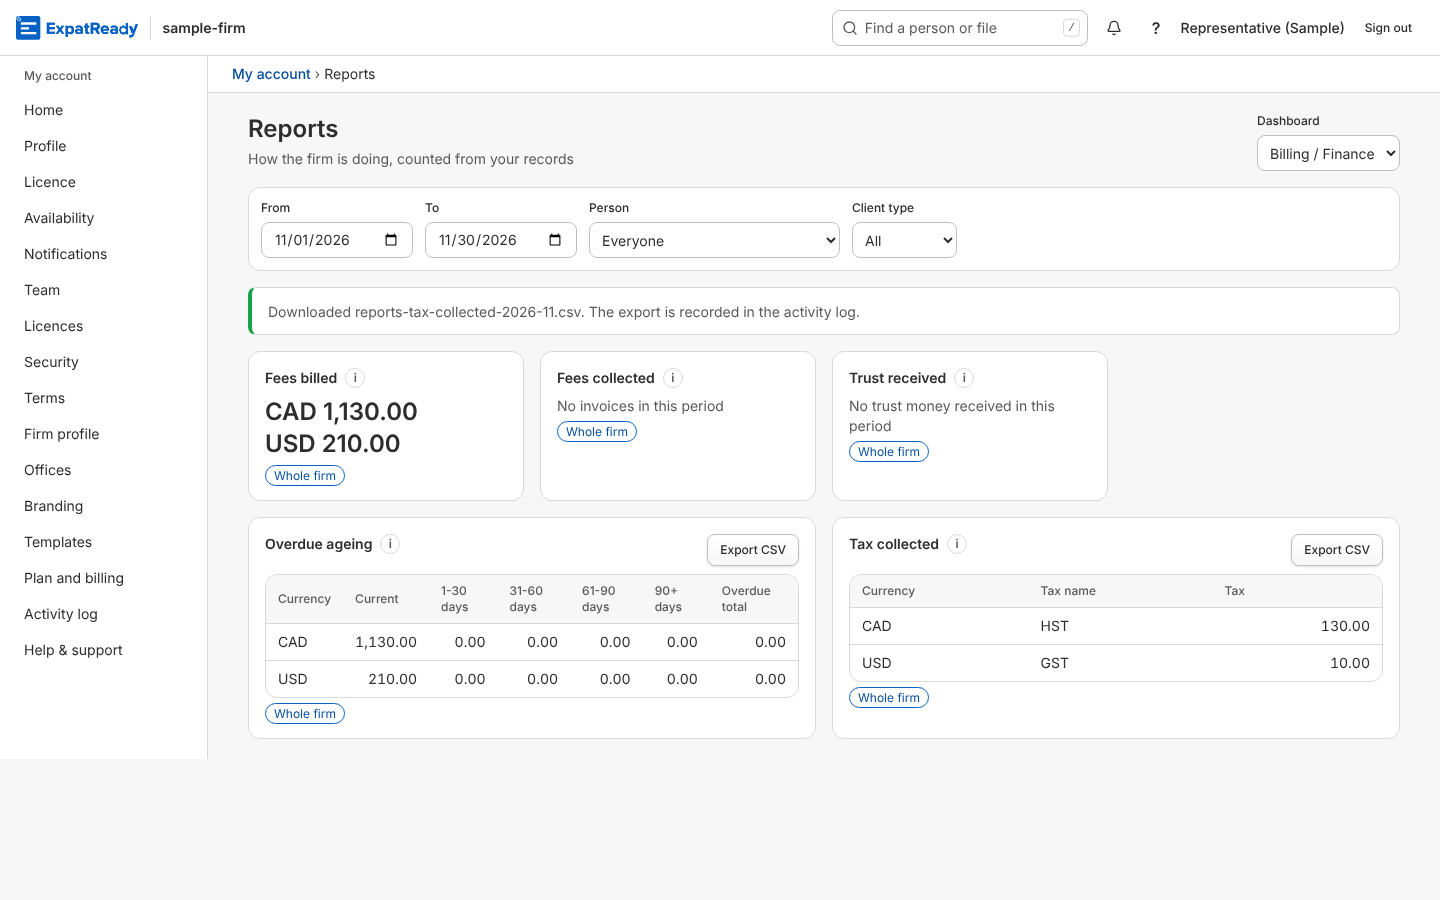 ExpatReady
sample-firm
Find a person or file
/
?
Representative (Sample)
Sign out
My account
Home
Profile
Licence
Availability
Notifications
Team
Licences
Security
Terms
Firm profile
Offices
Branding
Templates
Plan and billing
Activity log
Help & support
My account › Reports
Reports
How the firm is doing, counted from your records
Dashboard
Billing / Finance
From
11/01/2026
To
11/30/2026
Person
Everyone
Client type
All
Downloaded reports-tax-collected-2026-11.csv. The export is recorded in the activity log.
Fees billed i
CAD 1,130.00
USD 210.00
Whole firm
Fees collected i
No invoices in this period
Whole firm
Trust received i
No trust money received in this
period
Whole firm
Overdue ageing i
Export CSV
Currency Current 1-30 days 31-60 days 61-90 days 90+ days Overdue total
CAD 1,130.00 0.00 0.00 0.00 0.00 0.00
USD 210.00 0.00 0.00 0.00 0.00 0.00
Whole firm
Tax collected i
Export CSV
Currency Tax name Tax
CAD HST 130.00
USD GST 10.00
Whole firm